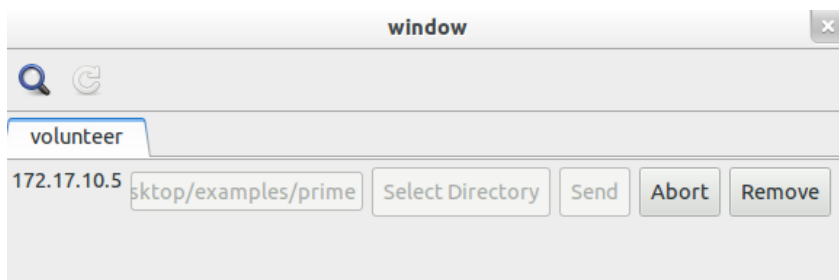 window
volunteer
172.17.10.5 sktop/examples/prime Select Directory Send Abort Remove